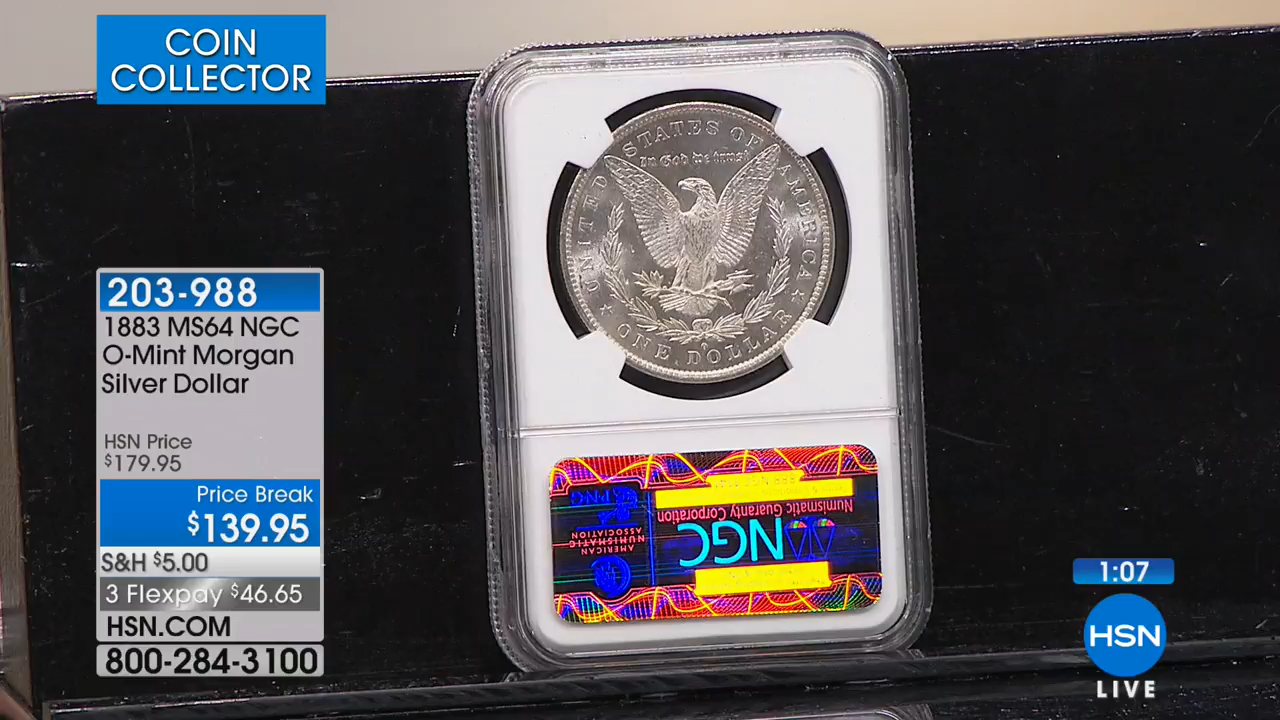 COIN
COLLECTOR
203-988
1883 MS64 NGC
O-Mint Morgan
Silver Dollar
HSN Price
$179.95
Price Break
$139.95
S&H $5.00
3 Flexpay $46.65
HSN.COM
800-284-3100
UNITED STATES OF AMERICA
In God we trust
ONE DOLLAR
O
NGC
Numismatic Guaranty Corporation
PNG
AMERICAN
NUMISMATIC
ASSOCIATION
1:07
HSN
LIVE